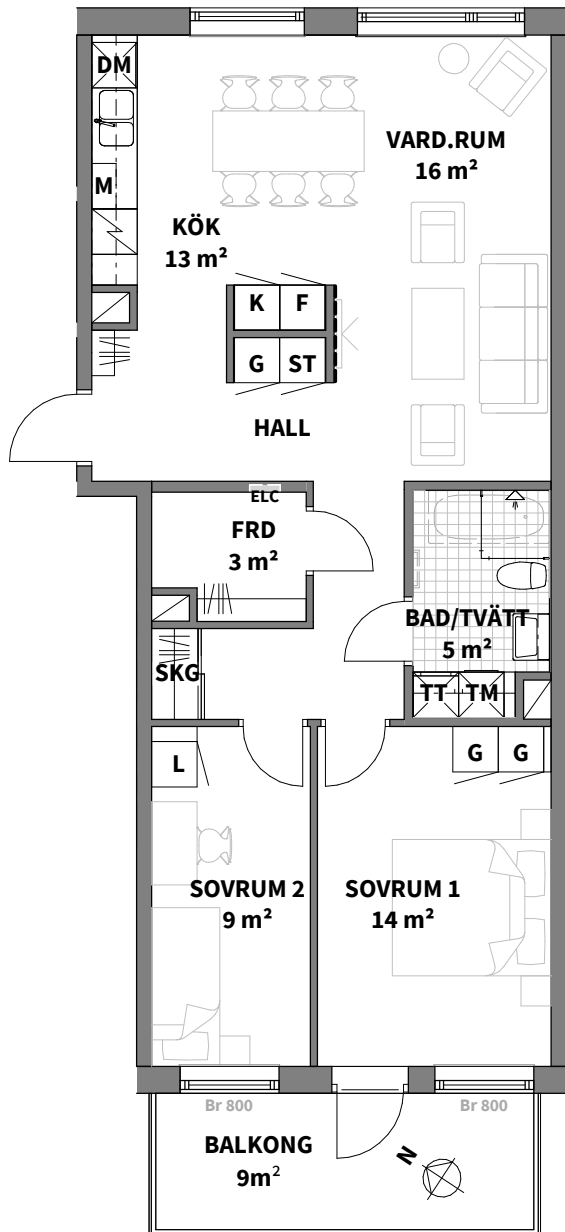 DM
VARD.RUM
16 m²
M
KÖK
13 m²
K F
G ST
HALL
ELC
FRD
3 m²
BAD/TVÄTT
5 m²
SKG
TT TM
L
G G
SOVRUM 2
9 m²
SOVRUM 1
14 m²
Br 800
Br 800
BALKONG
9m²
N